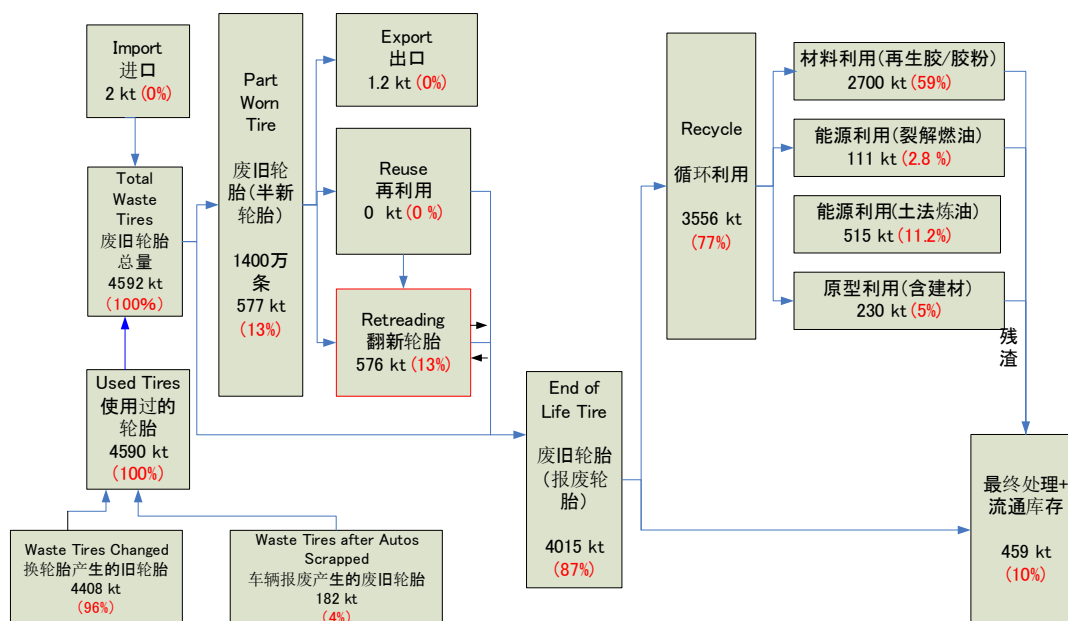 Import
进口
2 kt (0%)
Total
Waste
Tires
废旧轮胎
总量
4592 kt
(100%)
Used Tires
使用过的
轮胎
4590 kt
(100%)
Waste Tires Changed
换轮胎产生的旧轮胎
4408 kt
(96%)
Waste Tires after Autos
Scrapped
车辆报废产生的废旧轮胎
182 kt
(4%)
Part
Worn
Tire
废旧轮
胎(半新
轮胎)
1400万
条
577 kt
(13%)
Export
出口
1.2 kt (0%)
Reuse
再利用
0 kt (0 %)
Retreading
翻新轮胎
576 kt (13%)
End of
Life Tire
废旧轮胎
(报废轮
胎)
4015 kt
(87%)
Recycle
循环利用
3556 kt
(77%)
材料利用(再生胶/胶粉)
2700 kt (59%)
能源利用(裂解燃油)
111 kt (2.8 %)
能源利用(土法炼油)
515 kt (11.2%)
原型利用(含建材)
230 kt (5%)
残
渣
最终处理+
流通库存
459 kt
(10%)